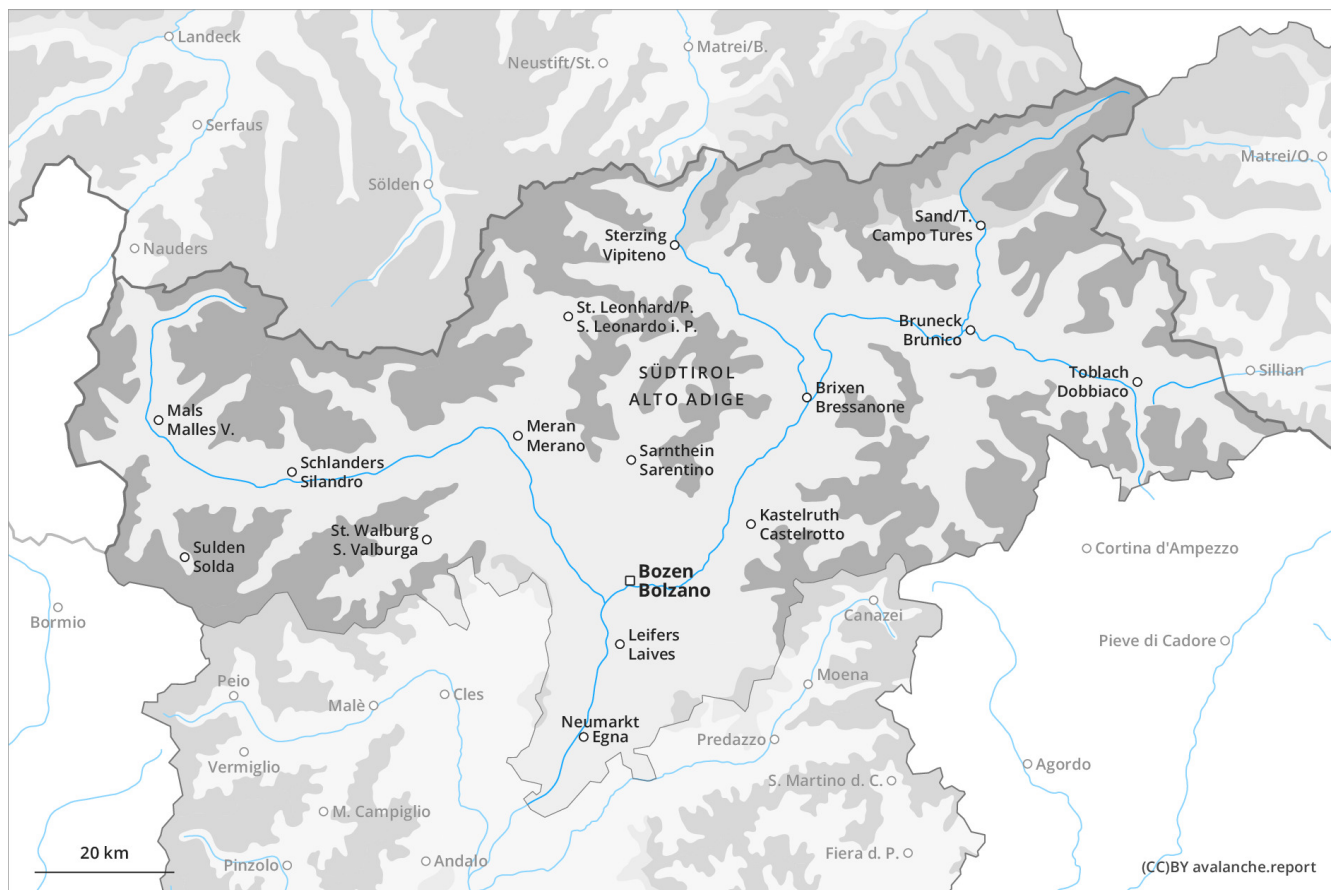 Landeck
Matrei/B.
Neustift/St.
Serfaus
Matrei/O.
Sölden
Sand/T.
Campo Tures
Sterzing
Vipiteno
Nauders
St. Leonhard/P.
S. Leonardo i. P.
Bruneck
Brunico
SÜDTIROL
ALTO ADIGE
Toblach
Dobbiaco
Sillian
Brixen
Bressanone
Mals
Malles V.
Meran
Merano
Sarnthein
Sarentino
Schlanders
Silandro
Kastelruth
Castelrotto
St. Walburg
S. Valburga
Sulden
Solda
Cortina d'Ampezzo
Bozen
Bolzano
Bormio
Canazei
Leifers
Laives
Pieve di Cadore
Peio
Moena
Malè
Cles
Neumarkt
Egna
Predazzo
Vermiglio
Agordo
S. Martino d. C.
M. Campiglio
20 km
Pinzolo
Andalo
Fiera d. P.
(CC)BY avalanche.report